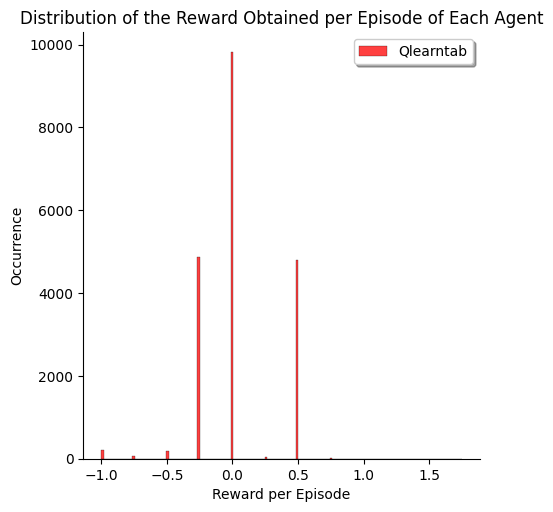 Distribution of the Reward Obtained per Episode of Each Agent
Qlearntab
10000
8000
6000
4000
2000
0
Occurrence
−1.0 −0.5 0.0 0.5 1.0 1.5
Reward per Episode